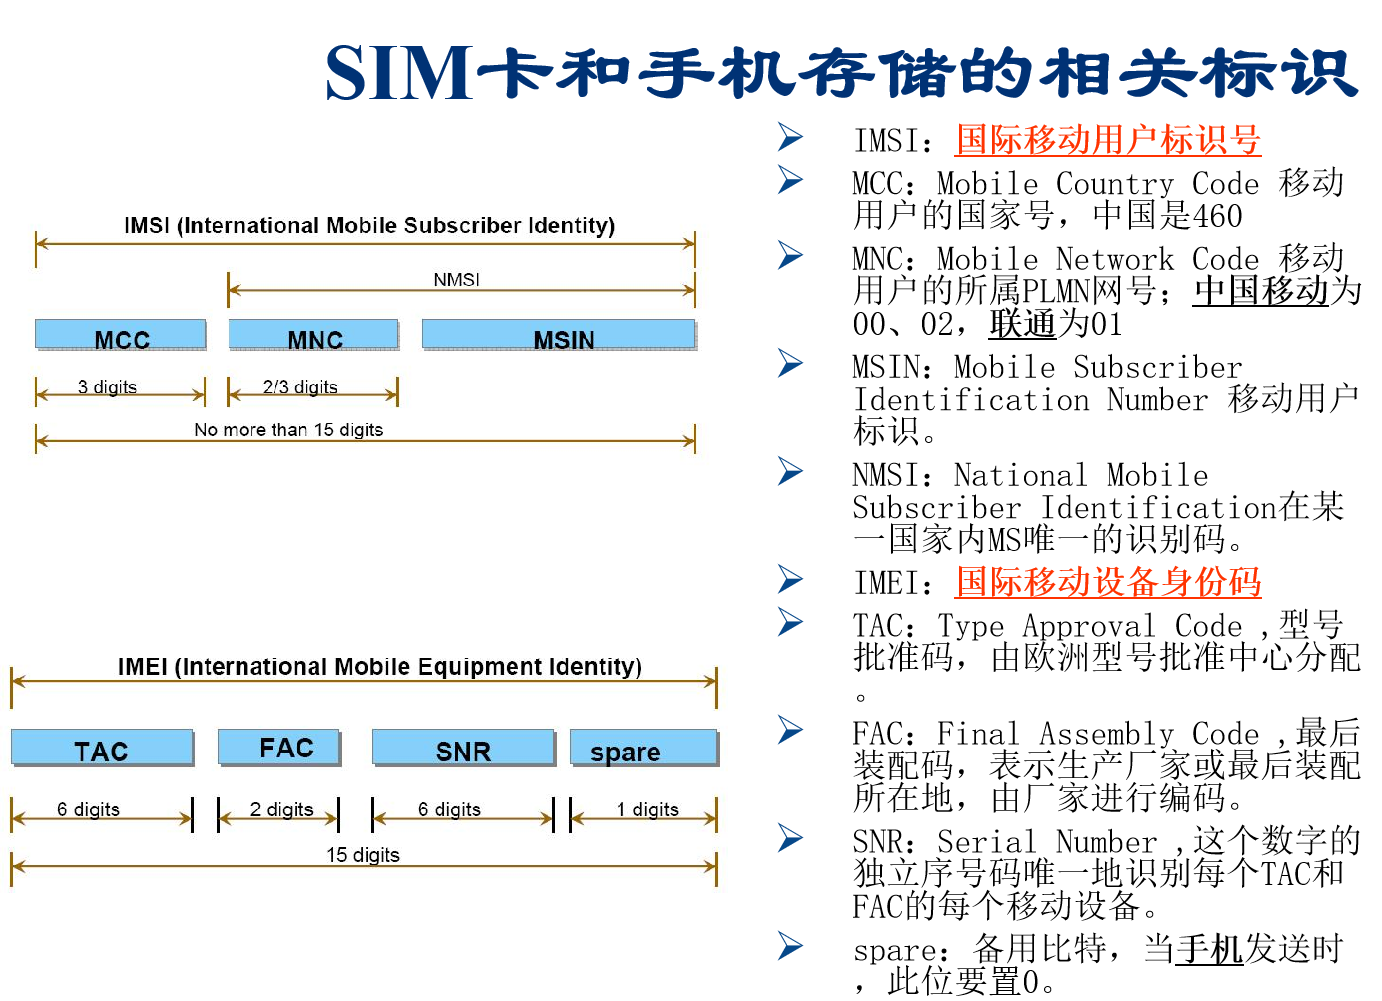 SIM卡和手机存储的相关标识
IMSI (International Mobile Subscriber Identity)
NMSI
MCC
MNC
MSIN
3 digits
2/3 digits
No more than 15 digits
IMEI (International Mobile Equipment Identity)
TAC
FAC
SNR
spare
6 digits
2 digits
6 digits
1 digits
15 digits
IMSI：国际移动用户标识号
MCC：Mobile Country Code 移动
用户的国家号，中国是460
MNC：Mobile Network Code 移动
用户的所属PLMN网号；中国移动为
00、02，联通为01
MSIN：Mobile Subscriber
Identification Number 移动用户
标识。
NMSI：National Mobile
Subscriber Identification在某
一国家内MS唯一的识别码。
IMEI：国际移动设备身份码
TAC：Type Approval Code ,型号
批准码，由欧洲型号批准中心分配
。
FAC：Final Assembly Code ,最后
装配码，表示生产厂家或最后装配
所在地，由厂家进行编码。
SNR：Serial Number ,这个数字的
独立序号码唯一地识别每个TAC和
FAC的每个移动设备。
spare：备用比特，当手机发送时
，此位要置0。